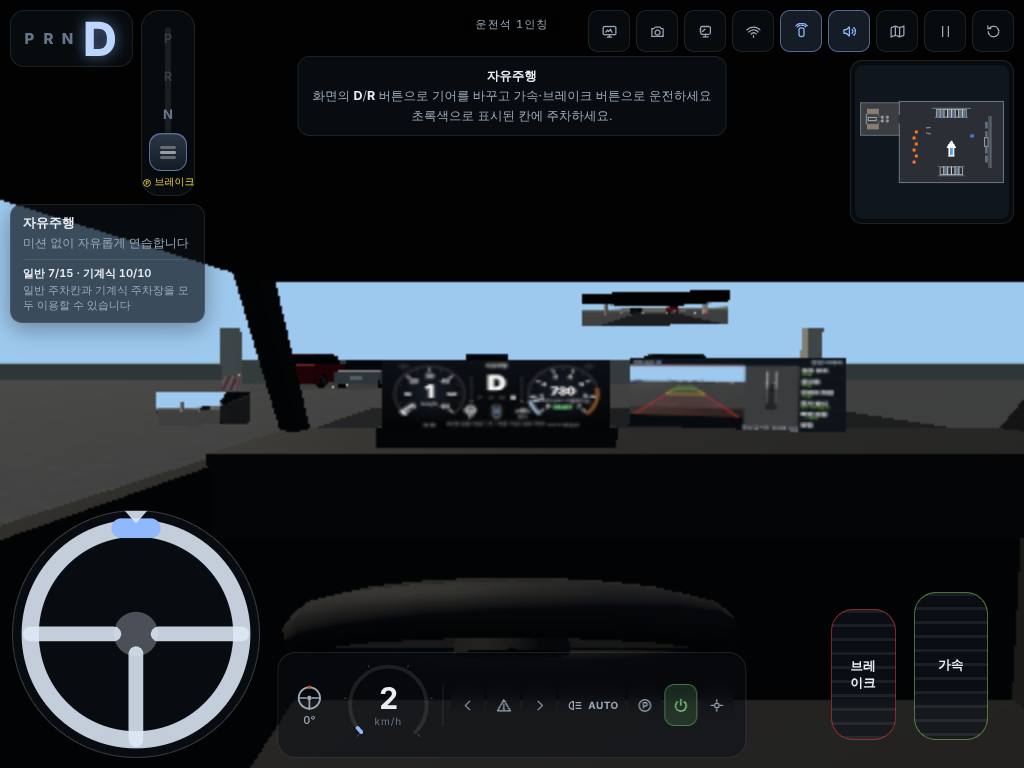 P R N D
P
R
N
브레이크
운전석 1인칭
자유주행
화면의 D/R 버튼으로 기어를 바꾸고 가속·브레이크 버튼으로 운전하세요
초록색으로 표시된 칸에 주차하세요.
자유주행
미션 없이 자유롭게 연습합니다
일반 7/15 · 기계식 10/10
일반 주차칸과 기계식 주차장을 모
두 이용할 수 있습니다
1
D
780
0°
2
km/h
AUTO
브레
이크
가속